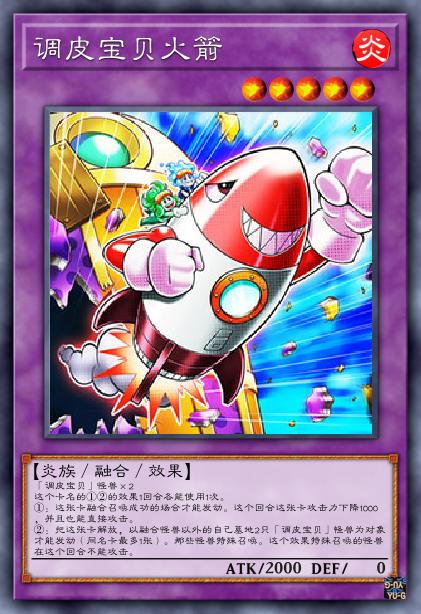 调皮宝贝火箭
炎
【炎族／融合／效果】
「调皮宝贝」怪兽×2
这个卡名的①②的效果1回合各能使用1次。
①：这张卡融合召唤成功的场合才能发动。这个回合这张卡攻击力下降1000
，并且也能直接攻击。
②：把这张卡解放，以融合怪兽以外的自己墓地2只「调皮宝贝」怪兽为对象
才能发动（同名卡最多1张）。那些怪兽特殊召唤。这个效果特殊召唤的怪兽
在这个回合不能攻击。
ATK/2000 DEF/ 0